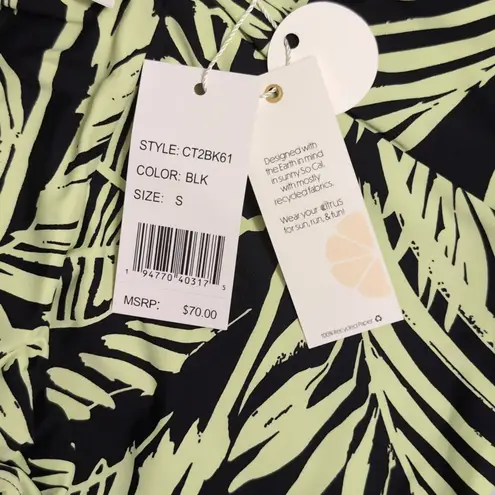 STYLE: CT2BK61
COLOR: BLK
SIZE: S
1 94770 40317 5
MSRP: $70.00
Designed with
the Earth in mind
in sunny So Cal,
with mostly
recycled fabrics.
Wear your citrus
for sun, run, & fun!
100% Recycled Paper